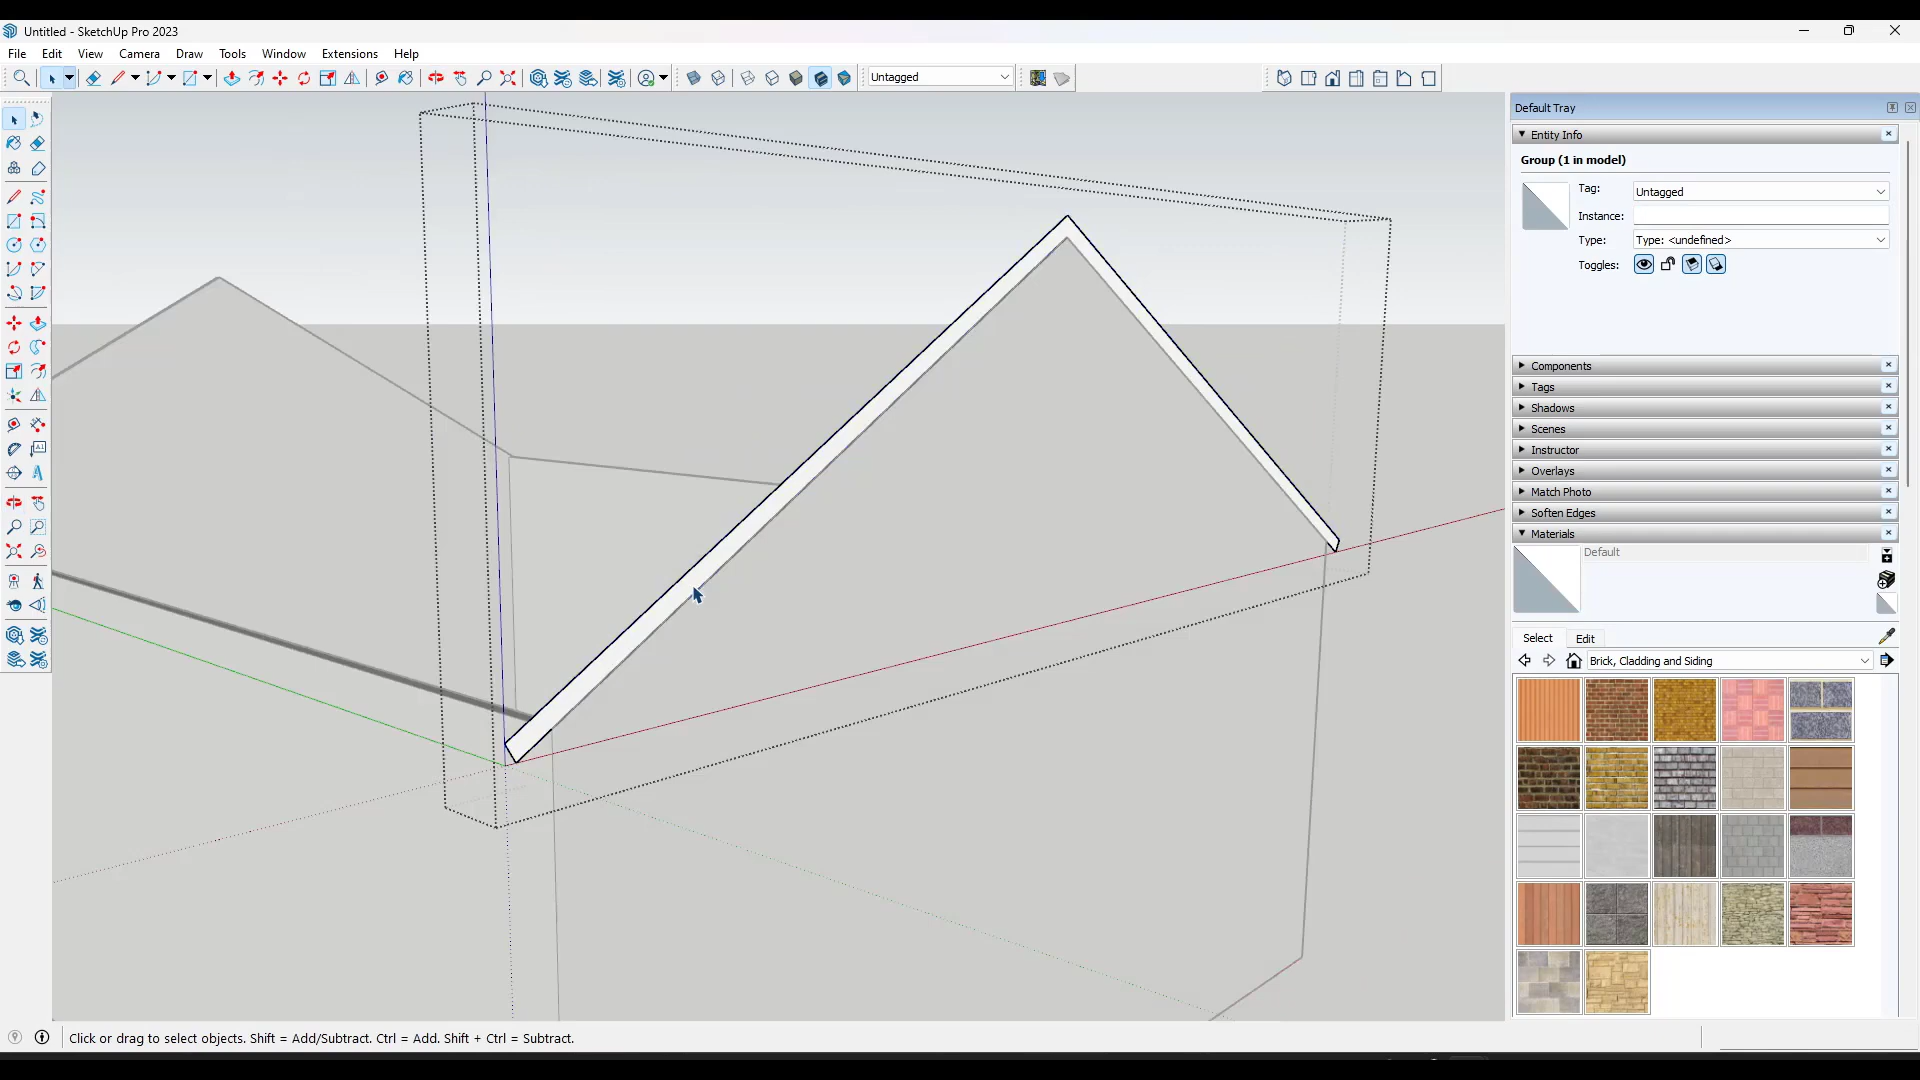 Untitled - SketchUp Pro 2023
File Edit View Camera Draw Tools Window Extensions Help
Untagged
Default Tray
Entity Info
Group (1 in model)
Tag: Untagged
Instance:
Type: Type: <undefined>
Toggles:
Components
Tags
Shadows
Scenes
Instructor
Overlays
Match Photo
Soften Edges
Materials
Default
Select Edit
Brick, Cladding and Siding
Click or drag to select objects. Shift = Add/Subtract. Ctrl = Add. Shift + Ctrl = Subtract.